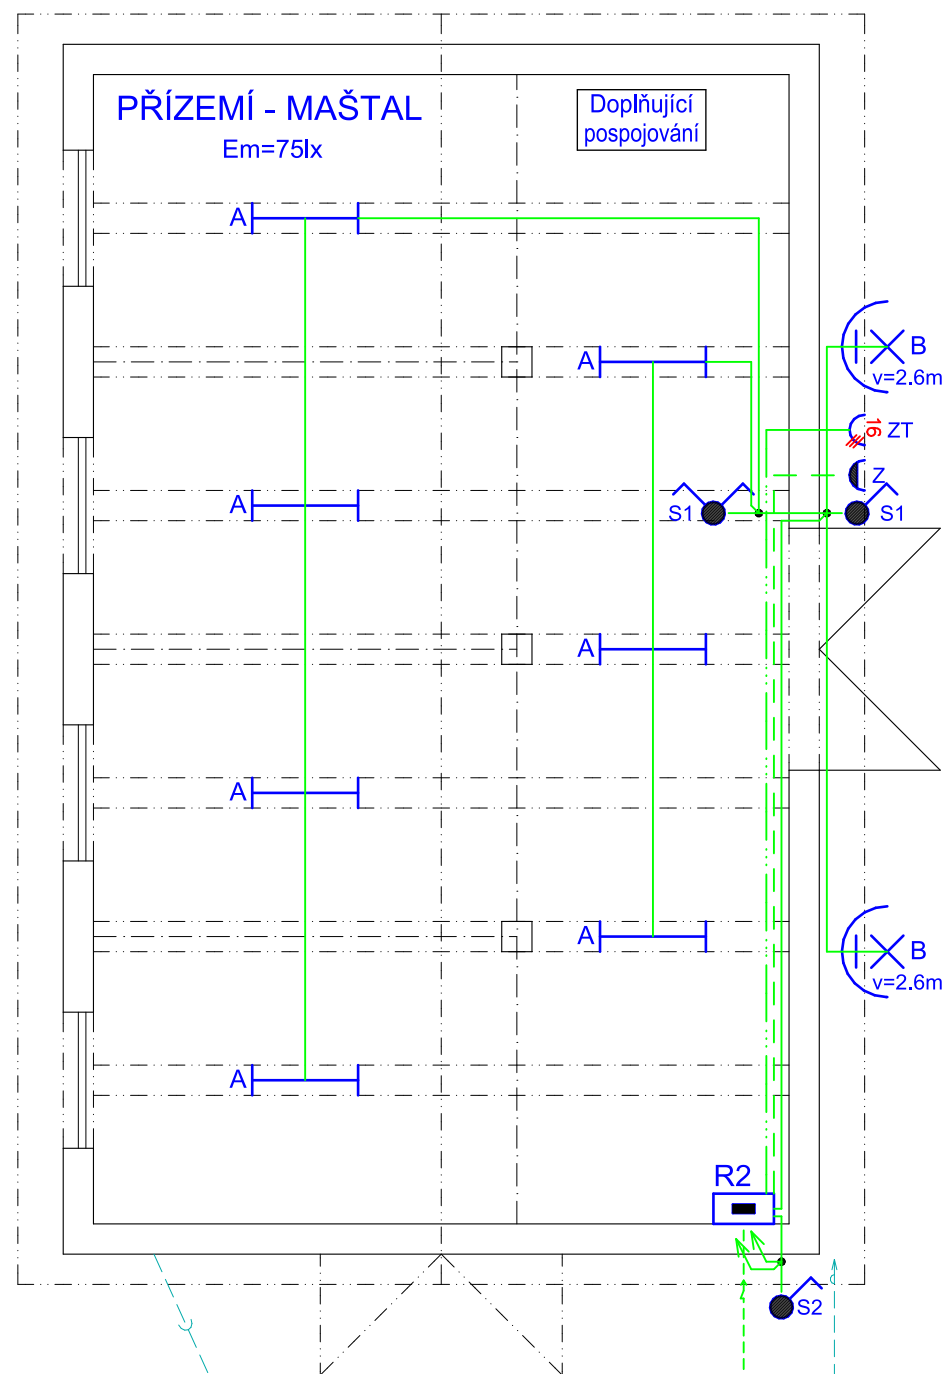 PŘÍZEMÍ - MAŠTAL
Em=75lx
Doplňující
pospojování
A
B
A
v=2.6m
16 ZT
Z
A
S1
S1
A
A
A
B
v=2.6m
A
R2
S2